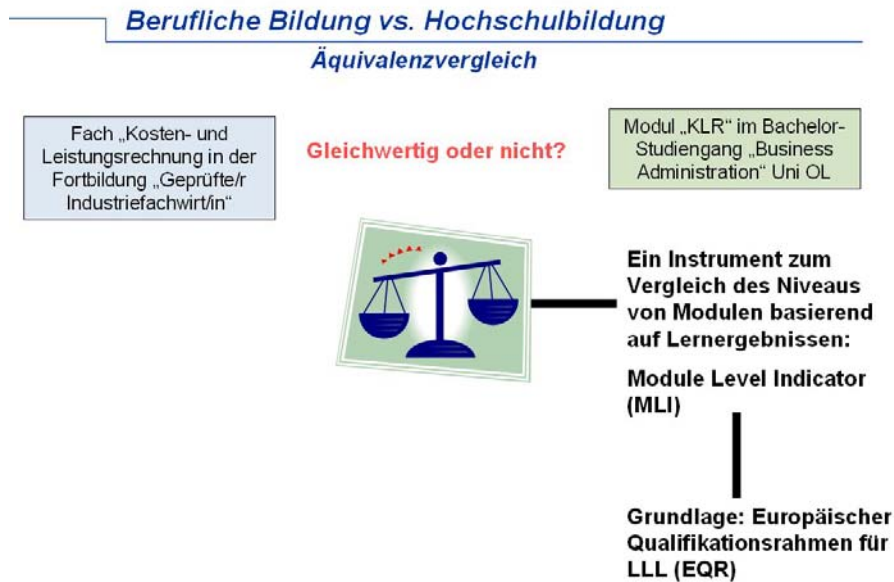 Berufliche Bildung vs. Hochschulbildung
Äquivalenzvergleich
Fach „Kosten- und
Leistungsrechnung in der
Fortbildung „Geprüfte/r
Industriefachwirt/in"
Gleichwertig oder nicht?
Modul „KLR" im Bachelor-
Studiengang „Business
Administration" Uni OL
Ein Instrument zum
Vergleich des Niveaus
von Modulen basierend
auf Lernergebnissen:
Module Level Indicator
(MLI)
Grundlage: Europäischer
Qualifikationsrahmen für
LLL (EQR)